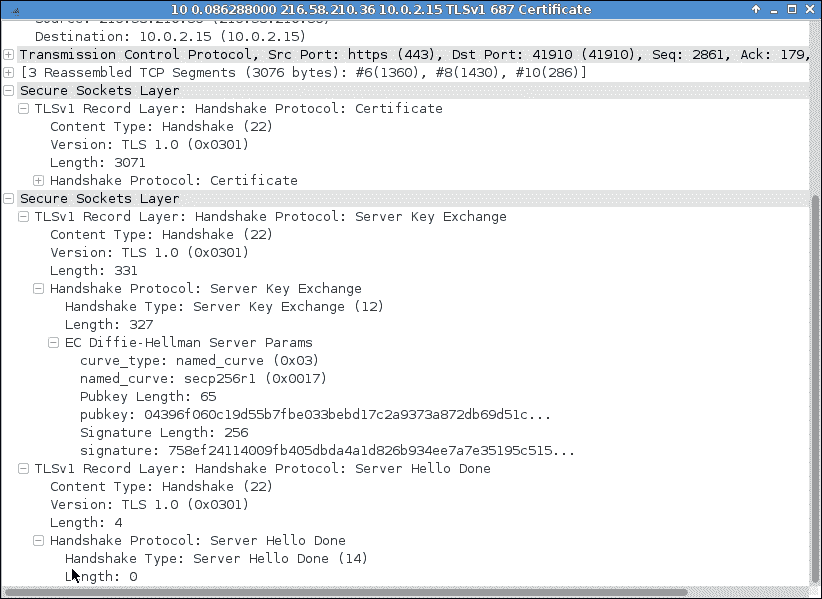 10 0.086288000 216.58.210.36 10.0.2.15 TLSv1 687 Certificate
Destination: 10.0.2.15 (10.0.2.15)
Transmission Control Protocol, Src Port: https (443), Dst Port: 41910 (41910), Seq: 2861, Ack: 179,
[3 Reassembled TCP Segments (3076 bytes): #6(1360), #8(1430), #10(286)]
Secure Sockets Layer
TLSv1 Record Layer: Handshake Protocol: Certificate
Content Type: Handshake (22)
Version: TLS 1.0 (0x0301)
Length: 3071
Handshake Protocol: Certificate
Secure Sockets Layer
TLSv1 Record Layer: Handshake Protocol: Server Key Exchange
Content Type: Handshake (22)
Version: TLS 1.0 (0x0301)
Length: 331
Handshake Protocol: Server Key Exchange
Handshake Type: Server Key Exchange (12)
Length: 327
EC Diffie-Hellman Server Params
curve_type: named_curve (0x03)
named_curve: secp256r1 (0x0017)
Pubkey Length: 65
pubkey: 04396f060c19d55b7fbe033bebd17c2a9373a872db69d51c...
Signature Length: 256
signature: 758ef24114009fb405dbda4a1d826b934ee7a7e35195c515...
TLSv1 Record Layer: Handshake Protocol: Server Hello Done
Content Type: Handshake (22)
Version: TLS 1.0 (0x0301)
Length: 4
Handshake Protocol: Server Hello Done
Handshake Type: Server Hello Done (14)
Length: 0